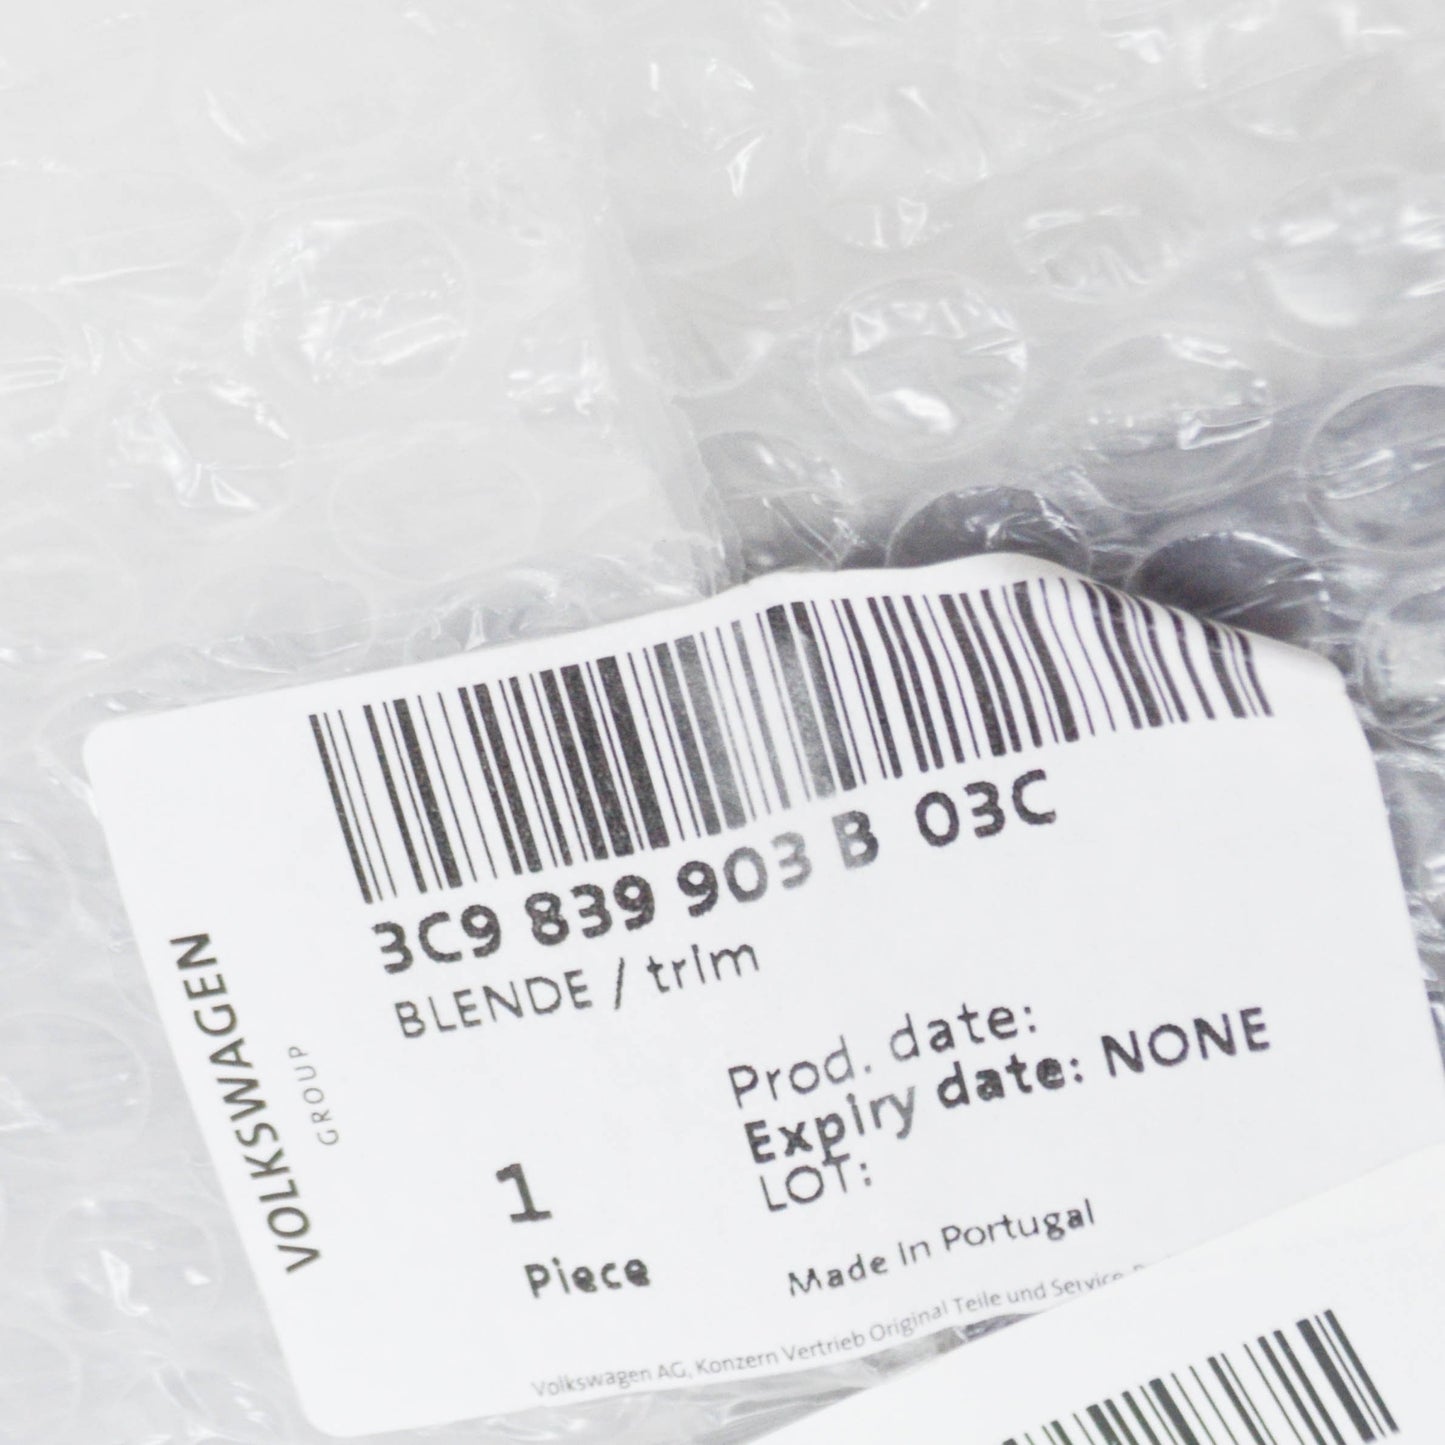 3C9 839 903 B 03C
BLENDE / trim
VOLKSWAGEN
GROUP
Prod. date:
Expiry date: NONE
LOT:
1
Piece
Made in Portugal
Volkswagen AG, Konzern Vertrieb Original Teile und Service